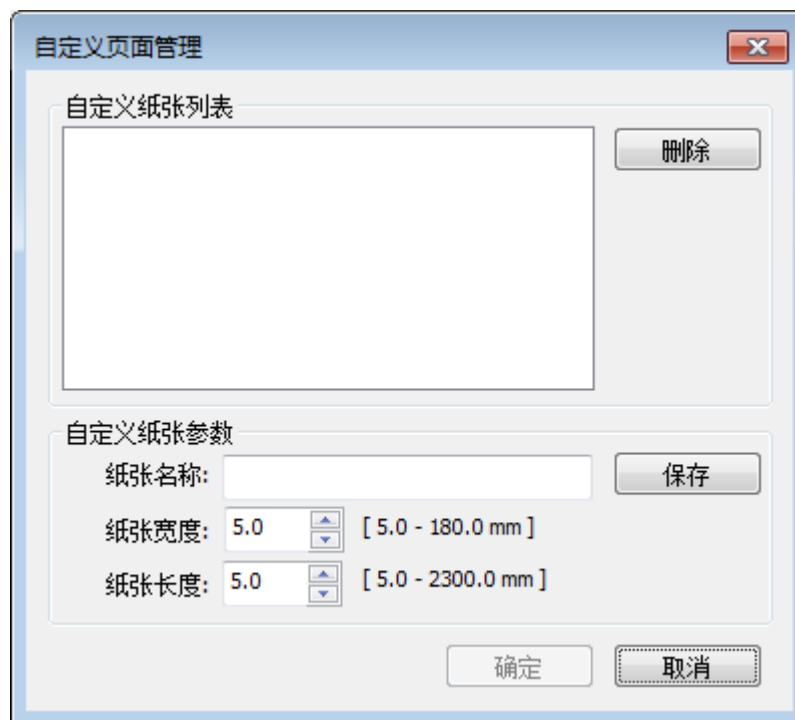 自定义页面管理
自定义纸张列表
删除
自定义纸张参数
纸张名称:
保存
纸张宽度: 5.0 [ 5.0 - 180.0 mm ]
纸张长度: 5.0 [ 5.0 - 2300.0 mm ]
确定 取消